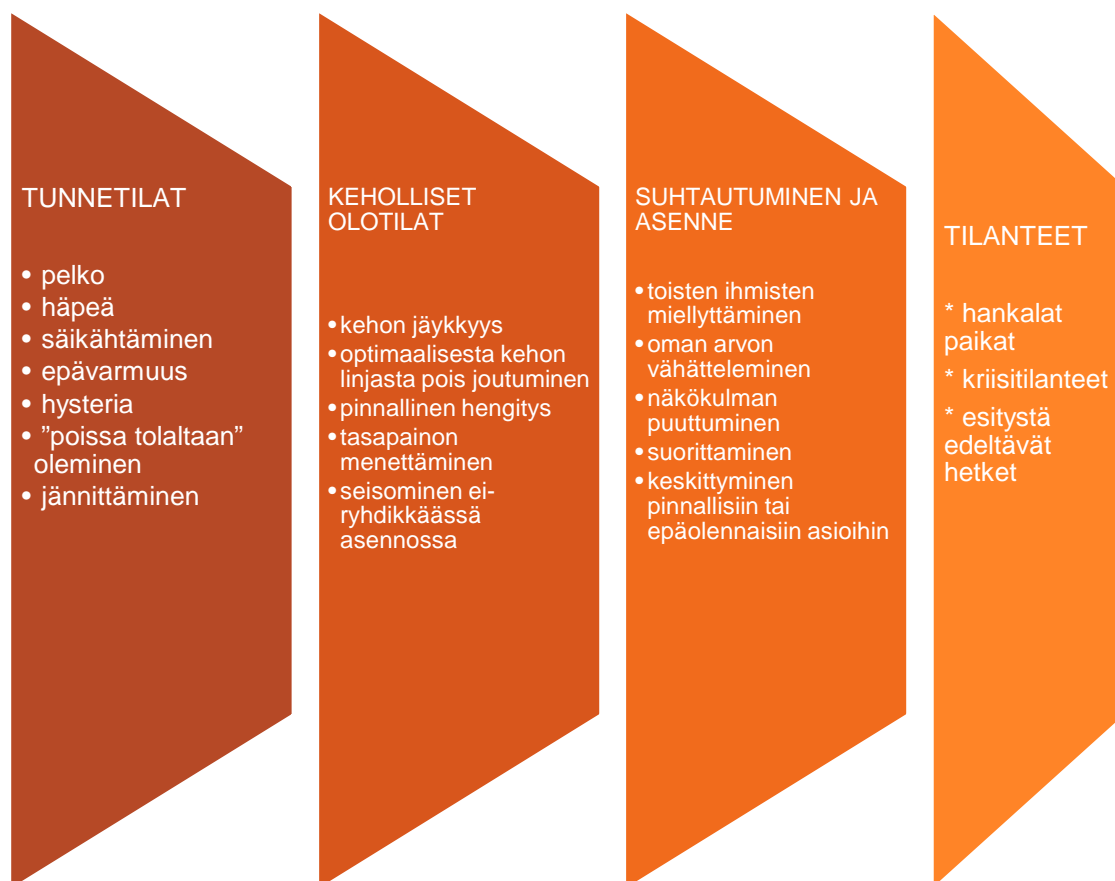 TUNNETILAT
• pelko
• häpeä
• säikähtäminen
• epävarmuus
• hysteria
• ”poissa tolaltaan”
oleminen
• jännittäminen
KEHOLLISET
OLOTILAT
•kehon jäykkyys
•optimaalisesta kehon
linjasta pois joutuminen
•pinnallinen hengitys
•tasapainon
menettäminen
•seisominen ei-
ryhdikkäässä
asennossa
SUHTAUTUMINEN JA
ASENNE
•toisten ihmisten
miellyttäminen
•oman arvon
vähätteleminen
•näkökulman
puuttuminen
•suorittaminen
•keskittyminen
pinnallisiin tai
epäolennaisiin asioihin
TILANTEET
* hankalat
paikat
* kriisitilanteet
* esitystä
edeltävät
hetket